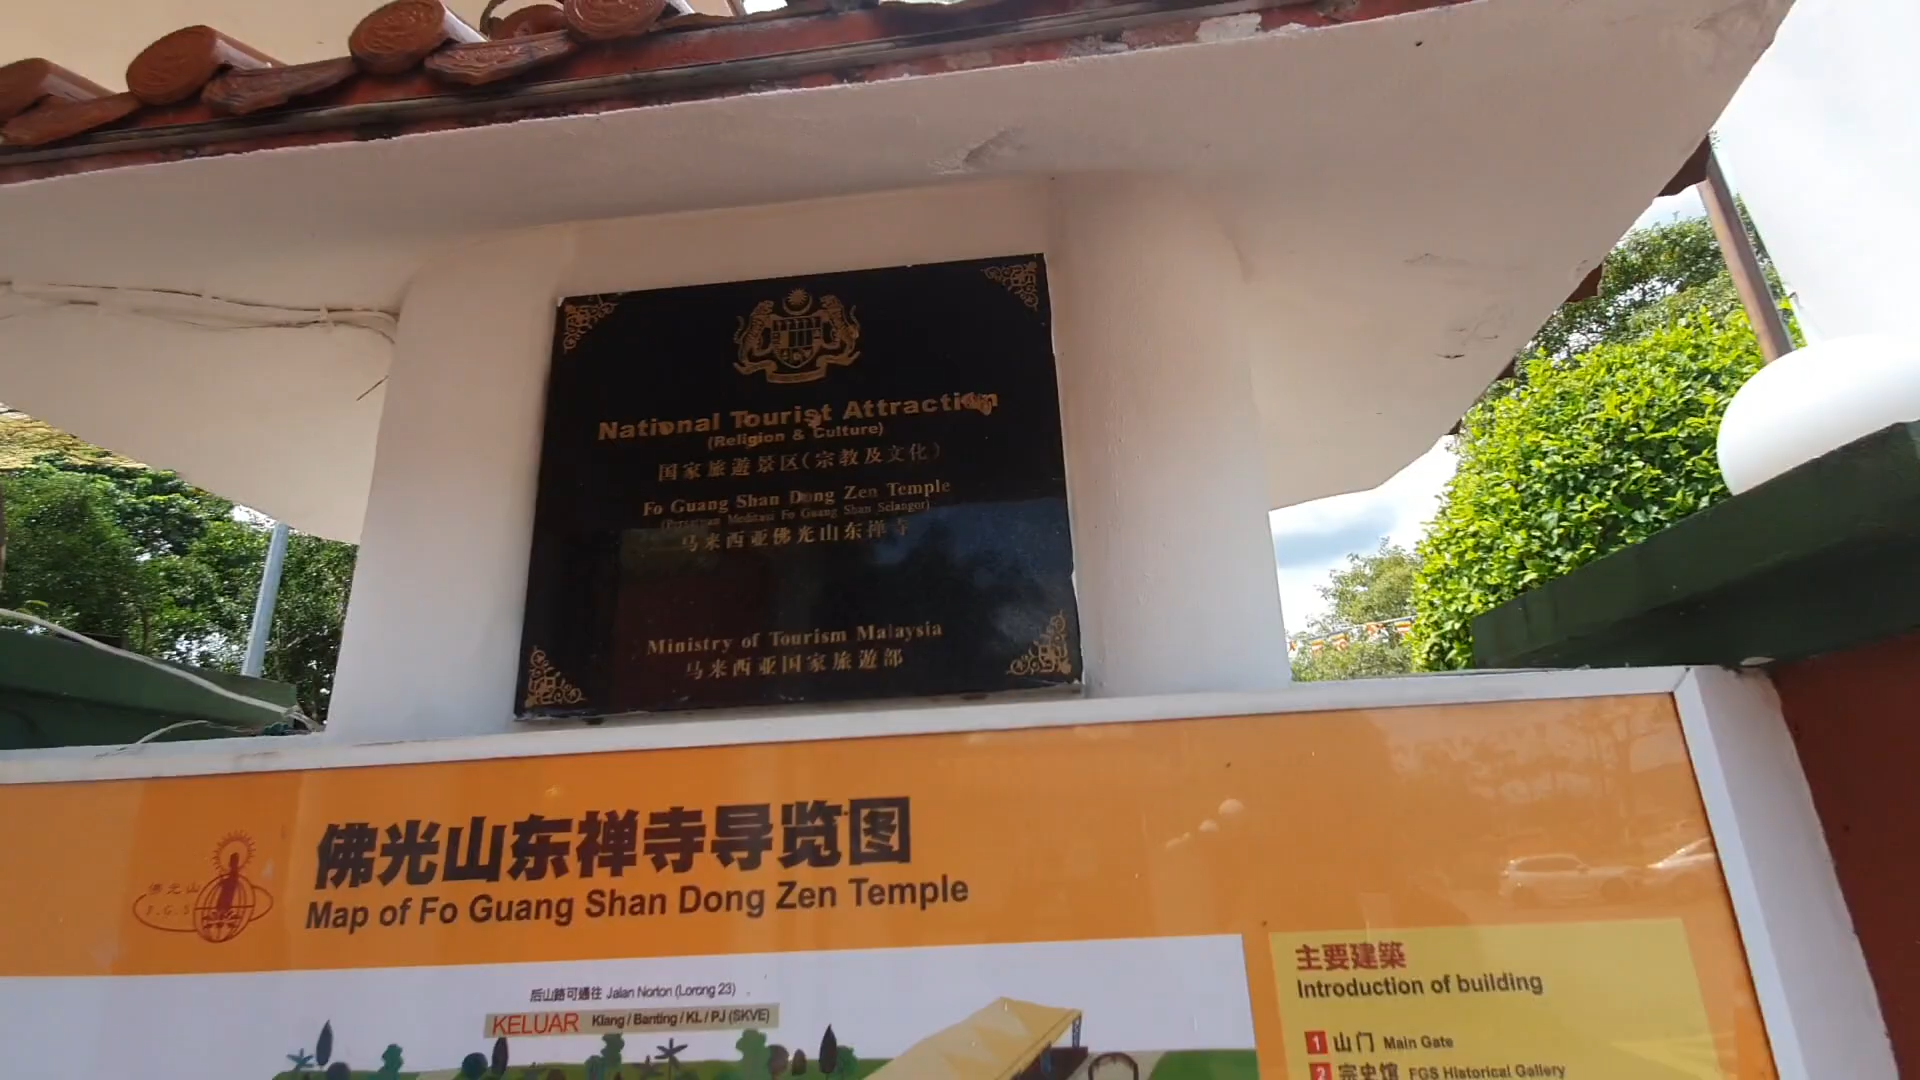 National Tourist Attraction
(Religion & Culture)
国家旅遊景区(宗教及文化)
Fo Guang Shan Dong Zen Temple
(Persatuan Meditasi Fo Guang Shan Selangor)
马来西亚佛光山东禅寺
Ministry of Tourism Malaysia
马来西亚国家旅遊部
佛光山东禅寺导览图
Map of Fo Guang Shan Dong Zen Temple
佛光山
F.G.S
后山路可通往 Jalan Norton (Lorong 23)
KELUAR Klang / Banting / KL / PJ (SKVE)
主要建築
Introduction of building
1 山门 Main Gate
2 宗史馆 FGS Historical Gallery